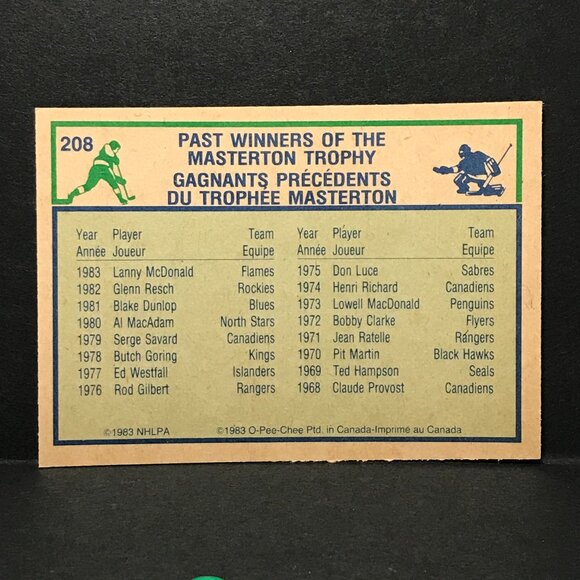 208
PAST WINNERS OF THE
MASTERTON TROPHY
GAGNANTS PRÉCÉDENTS
DU TROPHÉE MASTERTON
Year Player Team
Année Joueur Equipe
1983 Lanny McDonald Flames
1982 Glenn Resch Rockies
1981 Blake Dunlop Blues
1980 Al MacAdam North Stars
1979 Serge Savard Canadiens
1978 Butch Goring Kings
1977 Ed Westfall Islanders
1976 Rod Gilbert Rangers
Year Player Team
Année Joueur Equipe
1975 Don Luce Sabres
1974 Henri Richard Canadiens
1973 Lowell MacDonald Penguins
1972 Bobby Clarke Flyers
1971 Jean Ratelle Rangers
1970 Pit Martin Black Hawks
1969 Ted Hampson Seals
1968 Claude Provost Canadiens
©1983 NHLPA ©1983 O-Pee-Chee Ptd. in Canada-Imprimé au Canada